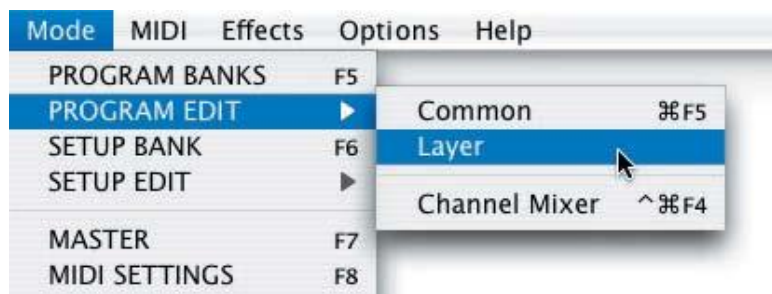 Mode MIDI Effects Options Help
PROGRAM BANKS F5
PROGRAM EDIT
SETUP BANK F6
SETUP EDIT
MASTER F7
MIDI SETTINGS F8
Common ⌘F5
Layer
Channel Mixer ^⌘F4